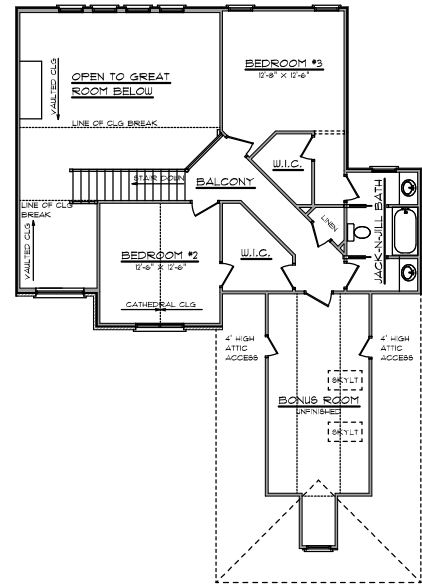 BEDROOM #3
12'-8" X 12'-6"
OPEN TO GREAT
ROOM BELOW
VAULTED CLG
LINE OF CLG BREAK
W.I.C.
STAIR DOWN
BALCONY
JACK-N-JILL BATH
LINE OF CLG
BREAK
LINEN
VAULTED CLG
BEDROOM #2
12'-6" X 12'-6"
W.I.C.
CATHEDRAL CLG
4' HIGH
ATTIC
ACCESS
4' HIGH
ATTIC
ACCESS
SKYLT
BONUS ROOM
UNFINISHED
SKYLT